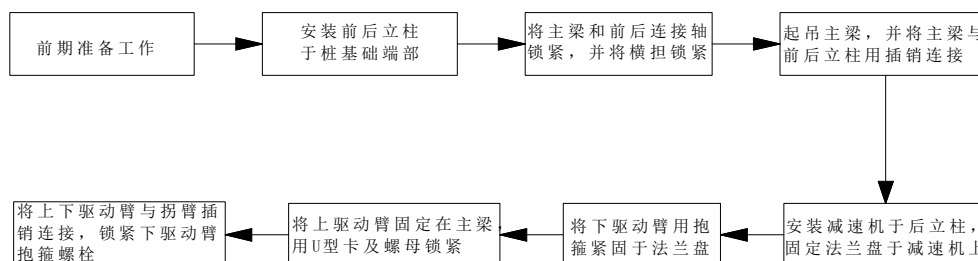 前期准备工作
安装前后立柱
于桩基础端部
将主梁和前后连接轴
锁紧，并将横担锁紧
起吊主梁，并将主梁与
前后立柱用插销连接
将上下驱动臂与拐臂插
销连接，锁紧下驱动臂
抱箍螺栓
将上驱动臂固定在主梁，
用U型卡及螺母锁紧
将下驱动臂用抱
箍紧固于法兰盘
安装减速机于后立柱，
固定法兰盘于减速机上